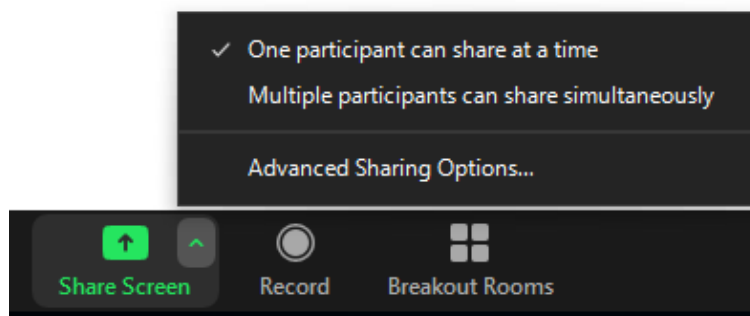 One participant can share at a time
Multiple participants can share simultaneously
Advanced Sharing Options...
Share Screen
Record
Breakout Rooms